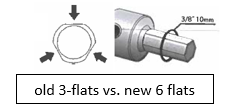 3/8" 10mm
old 3-flats vs. new 6 flats